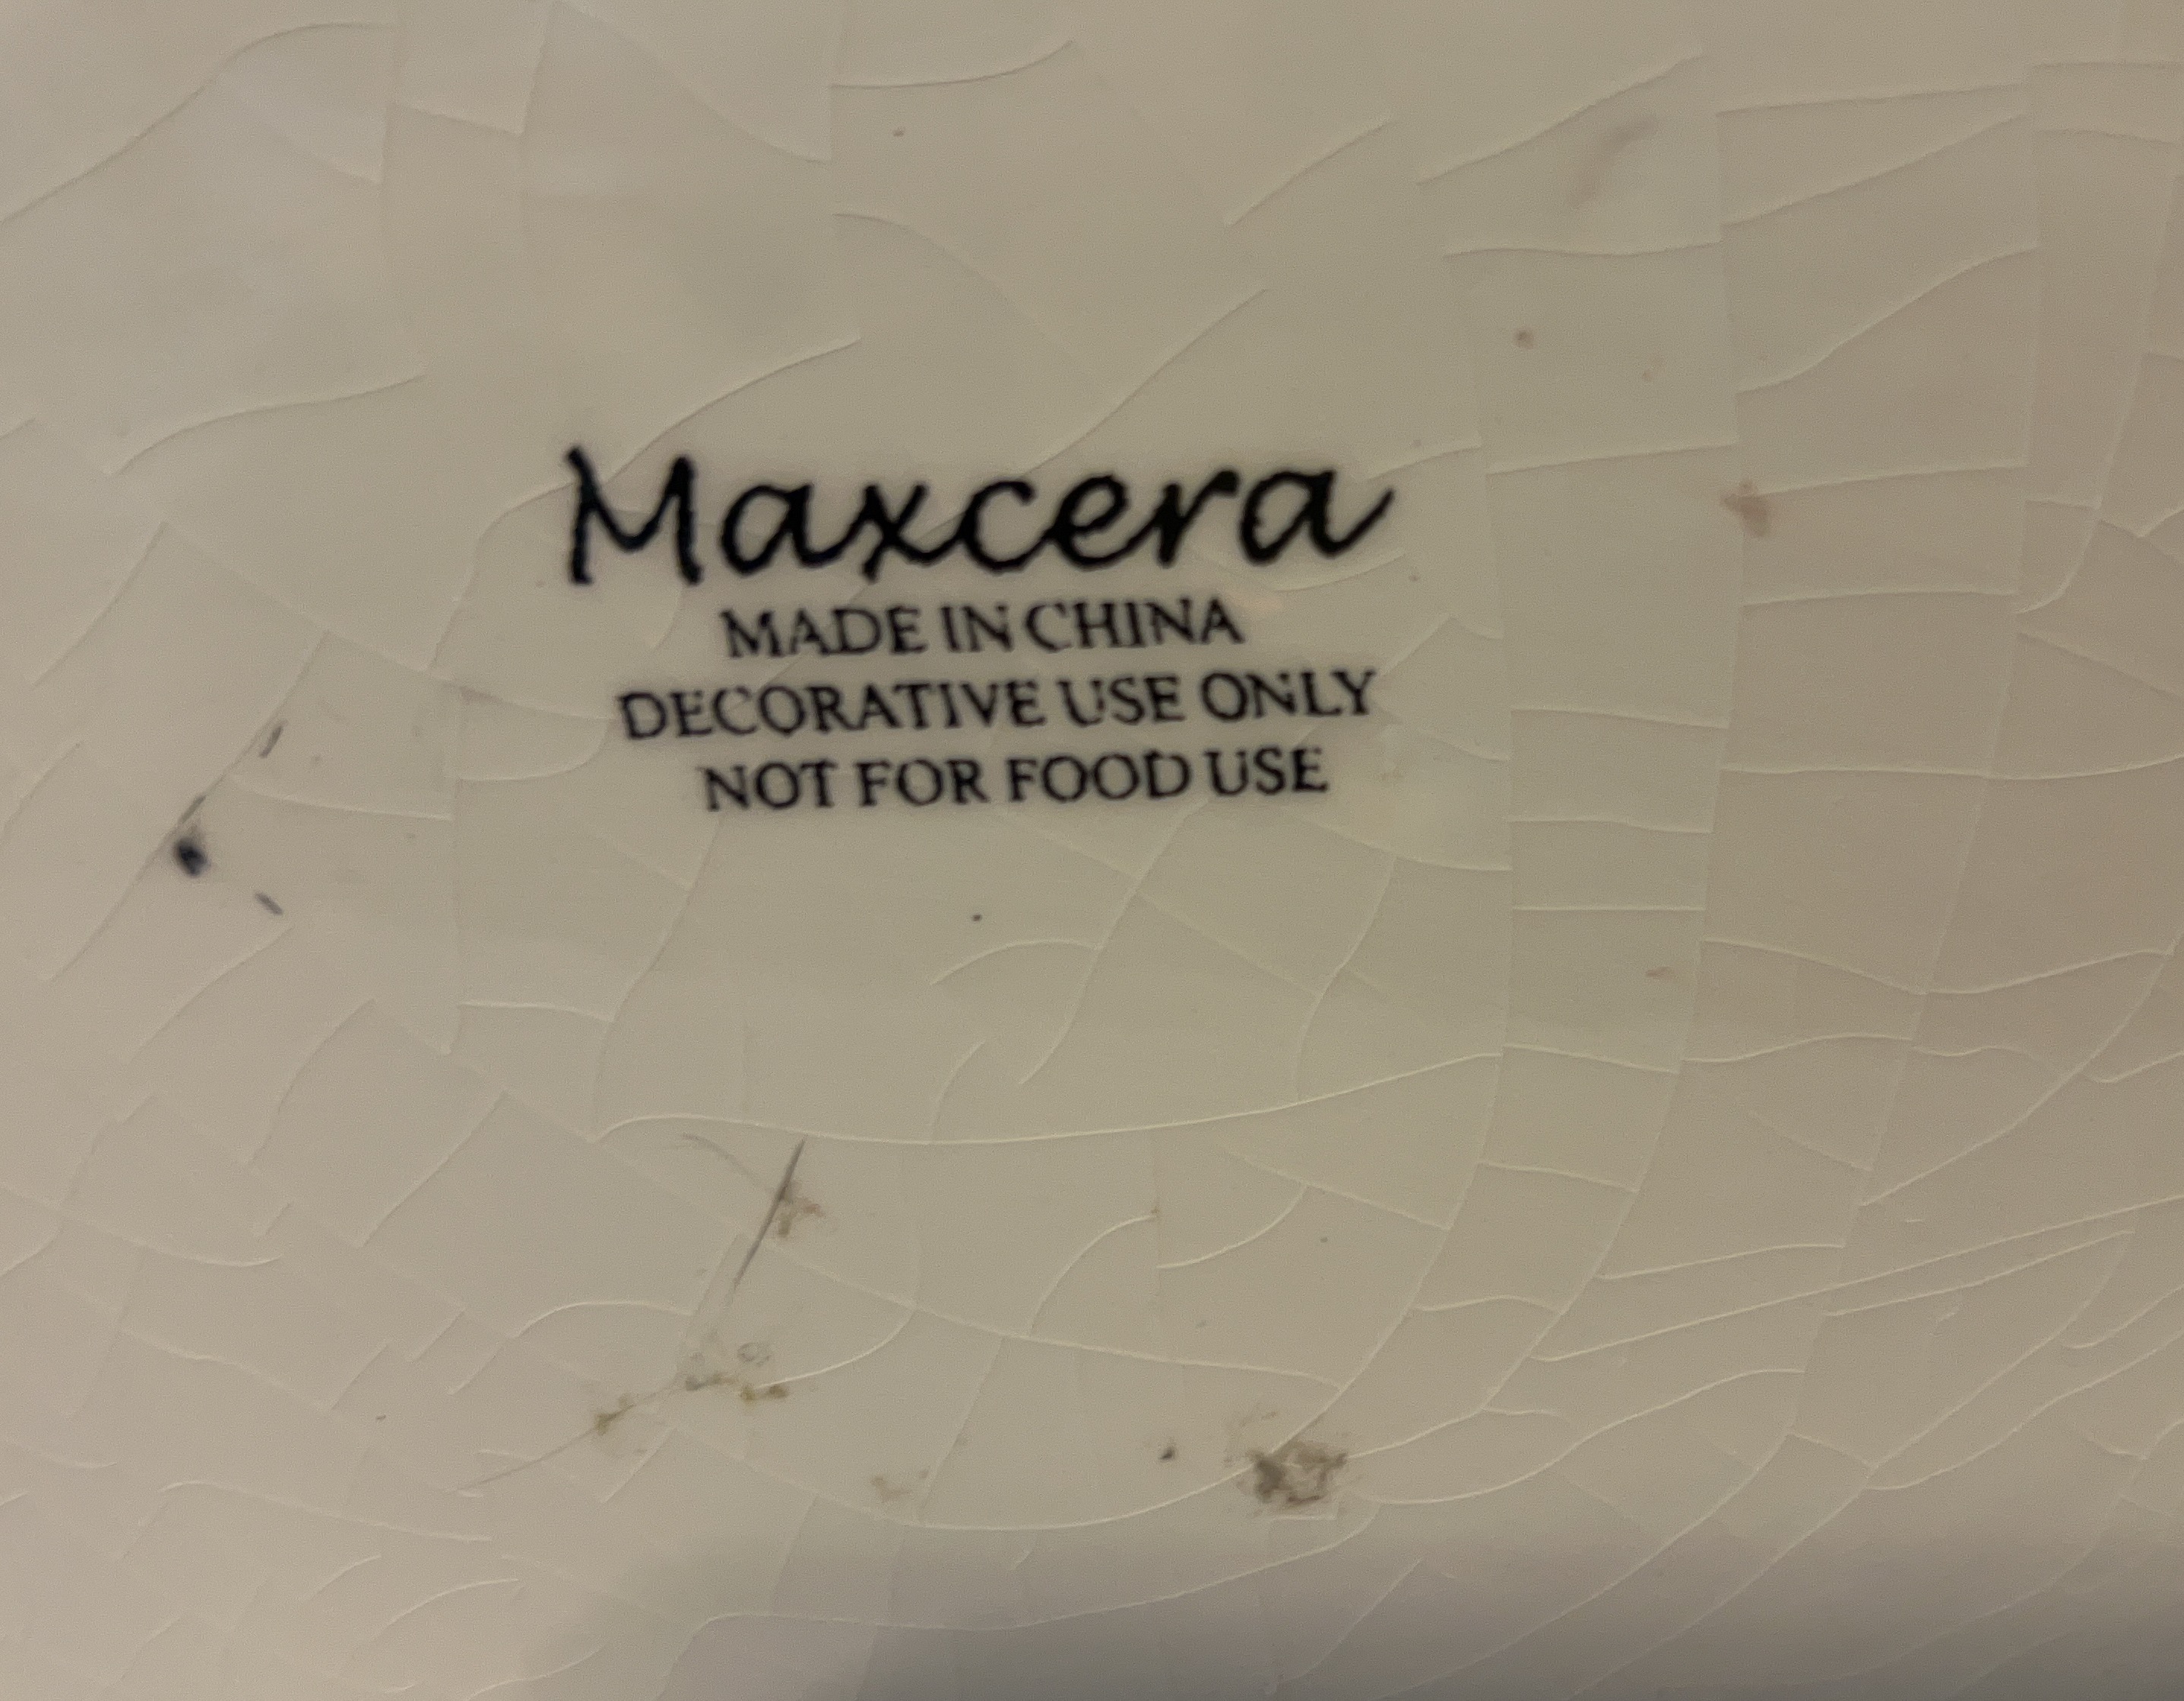 Maxcera
MADE IN CHINA
DECORATIVE USE ONLY
NOT FOR FOOD USE